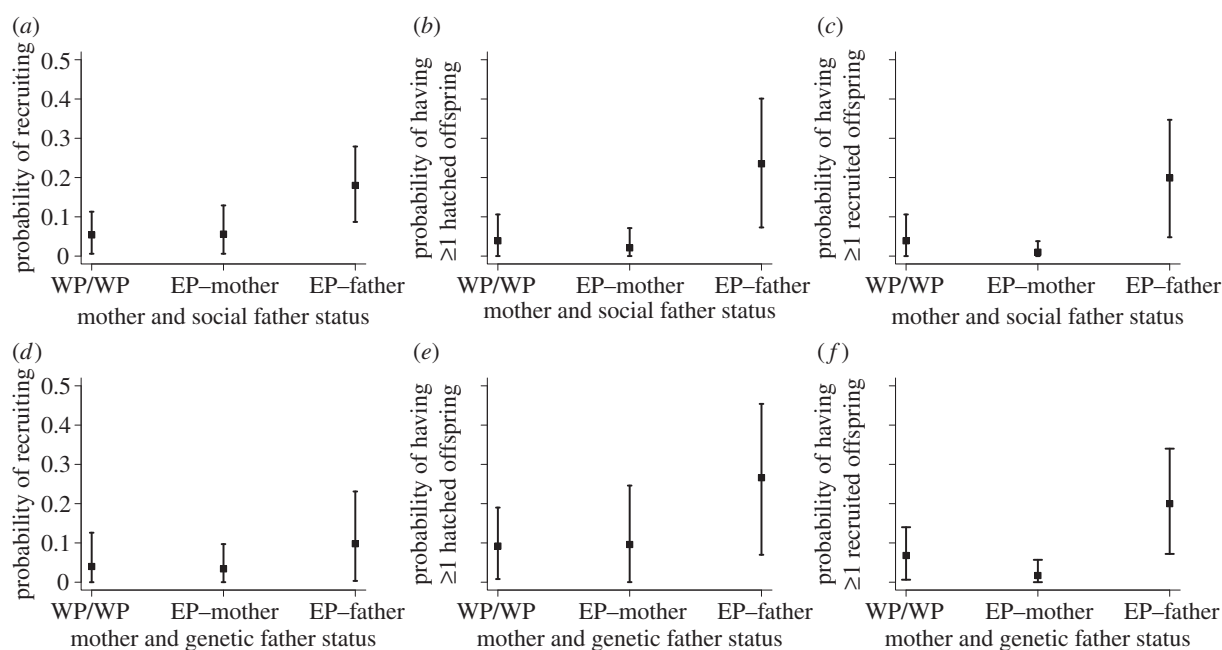 (a)
probability of recruiting
0.5
0.4
0.3
0.2
0.1
0
WP/WP EP–mother EP–father
mother and social father status
(b)
probability of having
≥1 hatched offspring
WP/WP EP–mother EP–father
mother and social father status
(c)
probability of having
≥1 recruited offspring
WP/WP EP–mother EP–father
mother and social father status
(d)
probability of recruiting
0.5
0.4
0.3
0.2
0.1
0
WP/WP EP–mother EP–father
mother and genetic father status
(e)
probability of having
≥1 hatched offspring
WP/WP EP–mother EP–father
mother and genetic father status
(f)
probability of having
≥1 recruited offspring
WP/WP EP–mother EP–father
mother and genetic father status